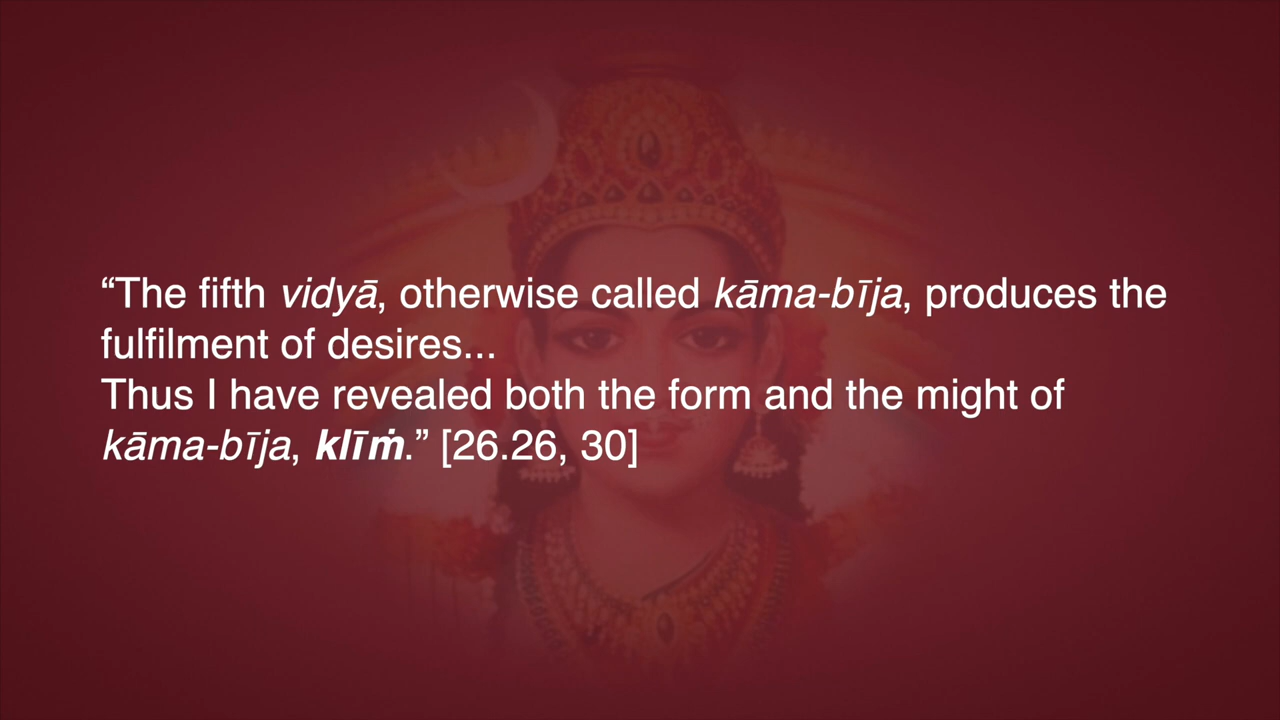 “The fifth vidyā, otherwise called kāma-bīja, produces the
fulfilment of desires...
Thus I have revealed both the form and the might of
kāma-bīja, klīṁ.” [26.26, 30]